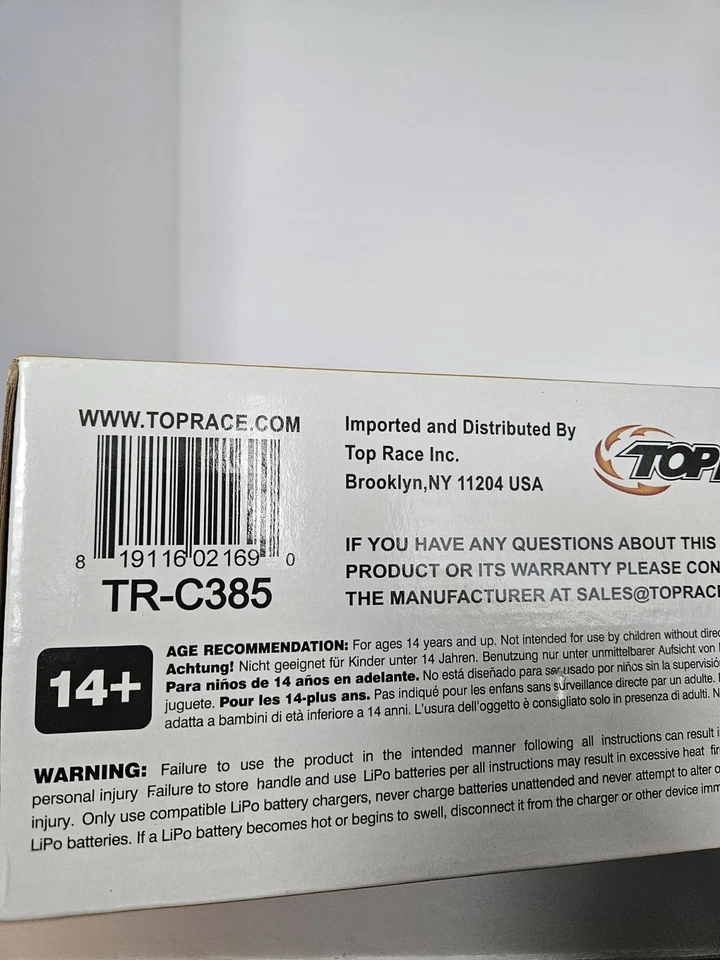 WWW.TOPRACE.COM
8 19116 02169 0
TR-C385
Imported and Distributed By
Top Race Inc.
Brooklyn,NY 11204 USA
TOP
IF YOU HAVE ANY QUESTIONS ABOUT THIS
PRODUCT OR ITS WARRANTY PLEASE CON
THE MANUFACTURER AT SALES@TOPRACE
14+
AGE RECOMMENDATION: For ages 14 years and up. Not intended for use by children without direc
Achtung! Nicht geeignet für Kinder unter 14 Jahren. Benutzung nur unter unmittelbarer Aufsicht von
Para niños de 14 años en adelante. No está diseñado para ser usado por niños sin la supervisió
juguete. Pour les 14-plus ans. Pas indiqué pour les enfans sans surveillance directe par un adulte.
adatta a bambini di età inferiore a 14 anni. L'usura dell'oggetto è consigliato solo in presenza di adulti. N
WARNING: Failure to use the product in the intended manner following all instructions can result i
personal injury Failure to store handle and use LiPo batteries per all instructions may result in excessive heat fir
injury. Only use compatible LiPo battery chargers, never charge batteries unattended and never attempt to alter o
LiPo batteries. If a LiPo battery becomes hot or begins to swell, disconnect it from the charger or other device imm